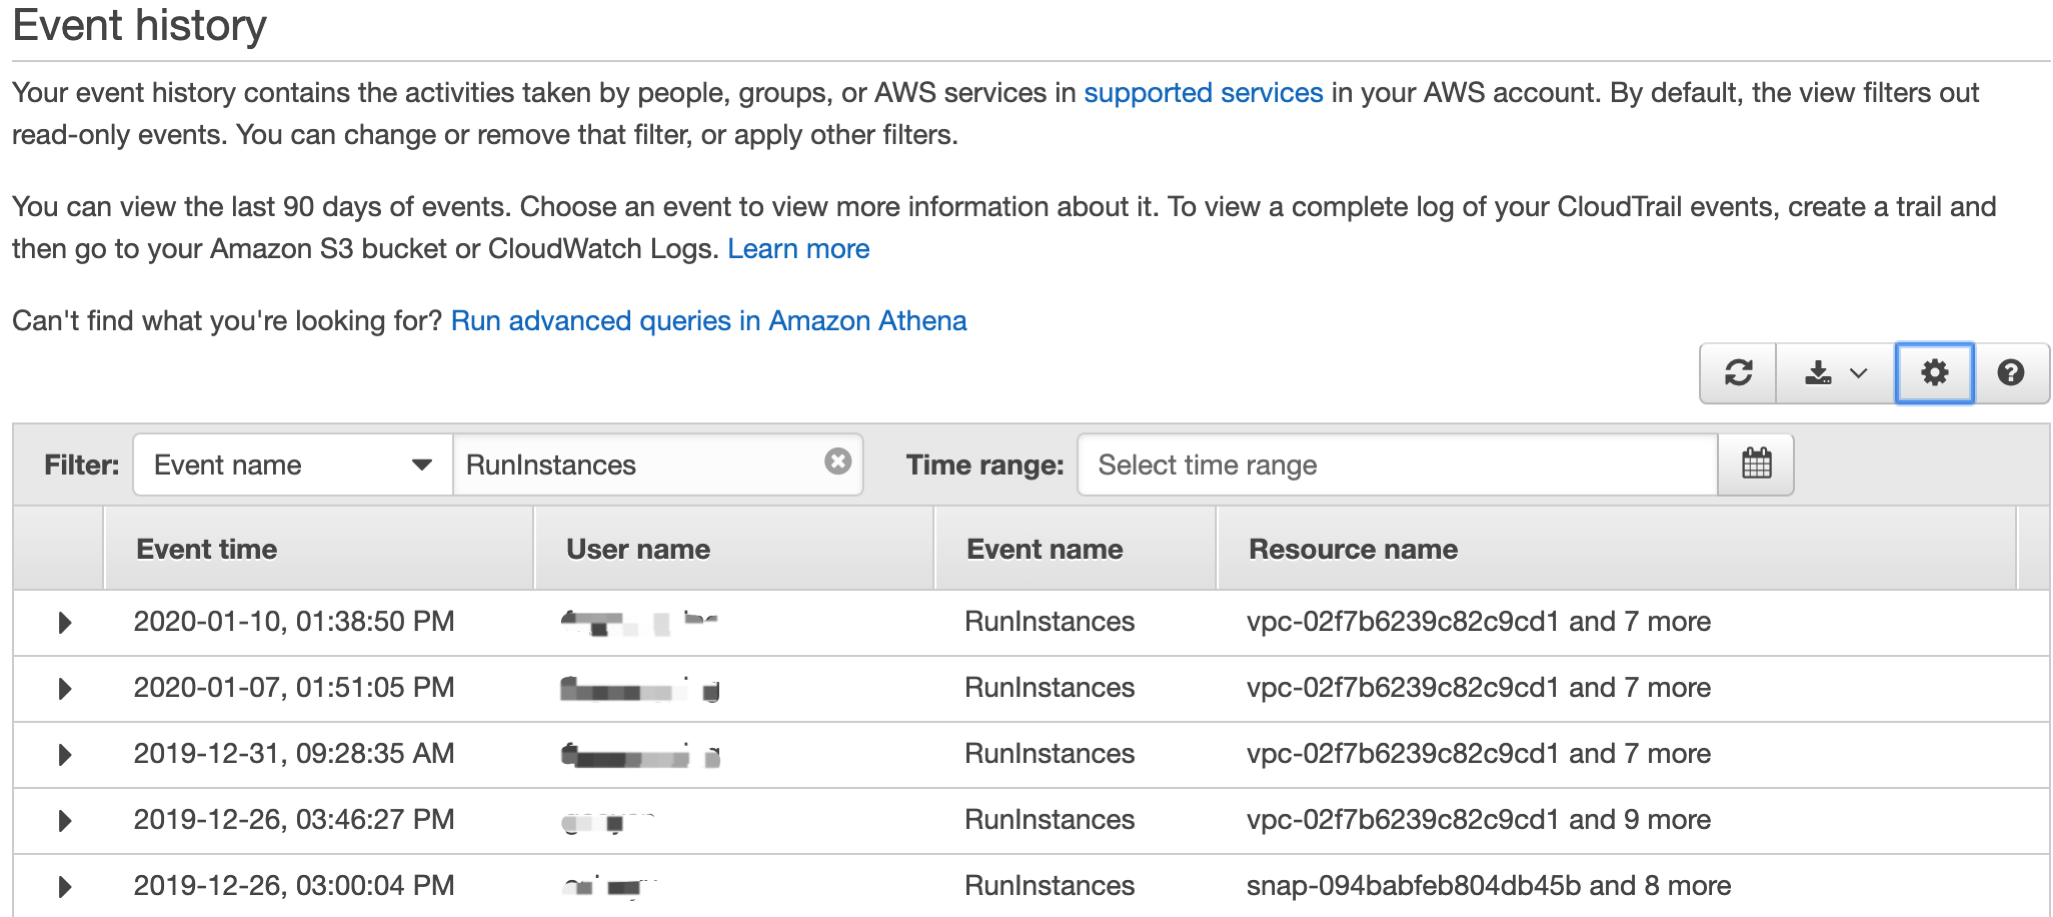 Event history
Your event history contains the activities taken by people, groups, or AWS services in supported services in your AWS account. By default, the view filters out
read-only events. You can change or remove that filter, or apply other filters.
You can view the last 90 days of events. Choose an event to view more information about it. To view a complete log of your CloudTrail events, create a trail and
then go to your Amazon S3 bucket or CloudWatch Logs. Learn more
Can't find what you're looking for? Run advanced queries in Amazon Athena
Filter: Event name RunInstances Time range: Select time range
Event time User name Event name Resource name
2020-01-10, 01:38:50 PM RunInstances vpc-02f7b6239c82c9cd1 and 7 more
2020-01-07, 01:51:05 PM RunInstances vpc-02f7b6239c82c9cd1 and 7 more
2019-12-31, 09:28:35 AM RunInstances vpc-02f7b6239c82c9cd1 and 7 more
2019-12-26, 03:46:27 PM RunInstances vpc-02f7b6239c82c9cd1 and 9 more
2019-12-26, 03:00:04 PM RunInstances snap-094babfeb804db45b and 8 more